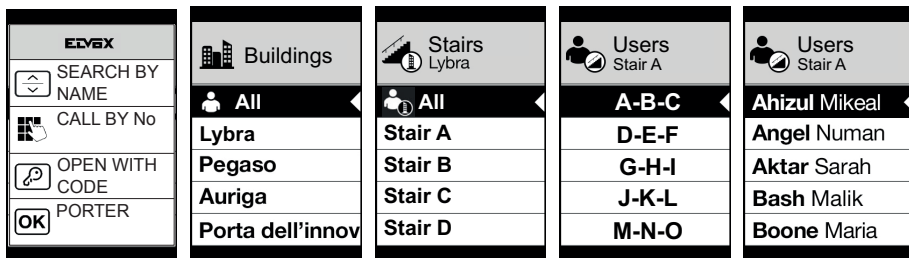 ELVOX
SEARCH BY
NAME
CALL BY No
OPEN WITH
CODE
OK
PORTER
Buildings
All
Lybra
Pegaso
Auriga
Porta dell'innov
Stairs
Lybra
All
Stair A
Stair B
Stair C
Stair D
Users
Stair A
A-B-C
D-E-F
G-H-I
J-K-L
M-N-O
Users
Stair A
Ahizul Mikeal
Angel Numan
Aktar Sarah
Bash Malik
Boone Maria